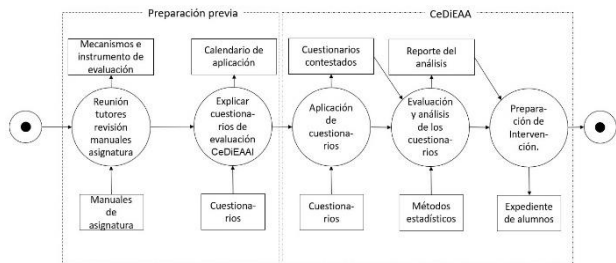 Preparación previa
CeDiEAA
Mecanismos e
instrumento de
evaluación
Calendario de
aplicación
Cuestionarios
contestados
Reporte del
análisis
Reunión
tutores
revisión
manuales
asignatura
Explicar
cuestiona-
rios de
evaluación
CeDiEAAI
Aplicación
de
cuestiona-
rios
Evaluación
y análisis
de los
cuestiona-
rios
Preparación
de
Intervención.
Manuales
de
asignatura
Cuestiona-
rios
Cuestiona-
rios
Métodos
estadísticos
Expediente
de alumnos